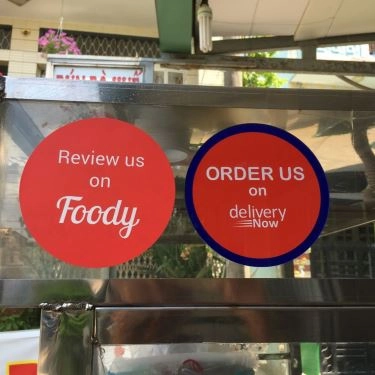 Review us
on
Foody
ORDER US
on
delivery
Now